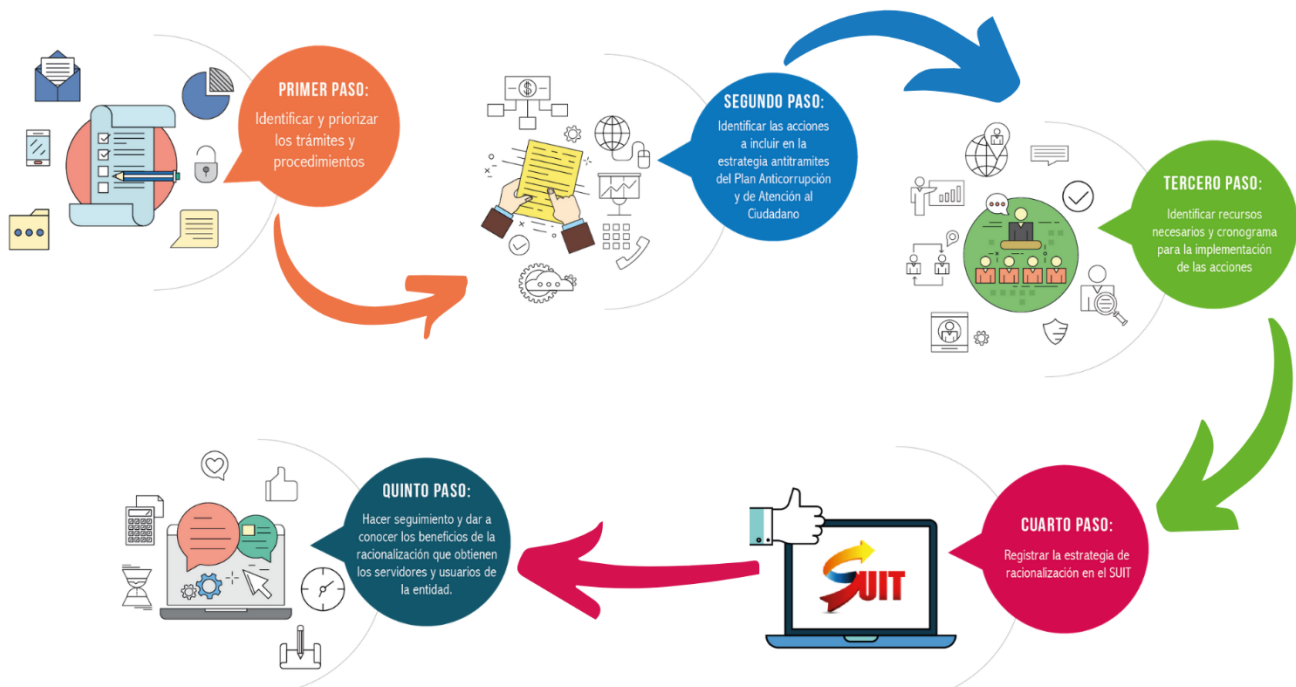 PRIMER PASO:
Identificar y priorizar
los trámites y
procedimientos
SEGUNDO PASO:
Identificar las acciones
a incluir en la
estrategia antitramites
del Plan Anticorrupción
y de Atención al
Ciudadano
TERCERO PASO:
Identificar recursos
necesarios y cronograma
para la implementación
de las acciones
CUARTO PASO:
Registrar la estrategia de
racionalización en el SUIT
SUIT
QUINTO PASO:
Hacer seguimiento y dar a
conocer los beneficios de la
racionalización que obtienen
los servidores y usuarios de
la entidad.